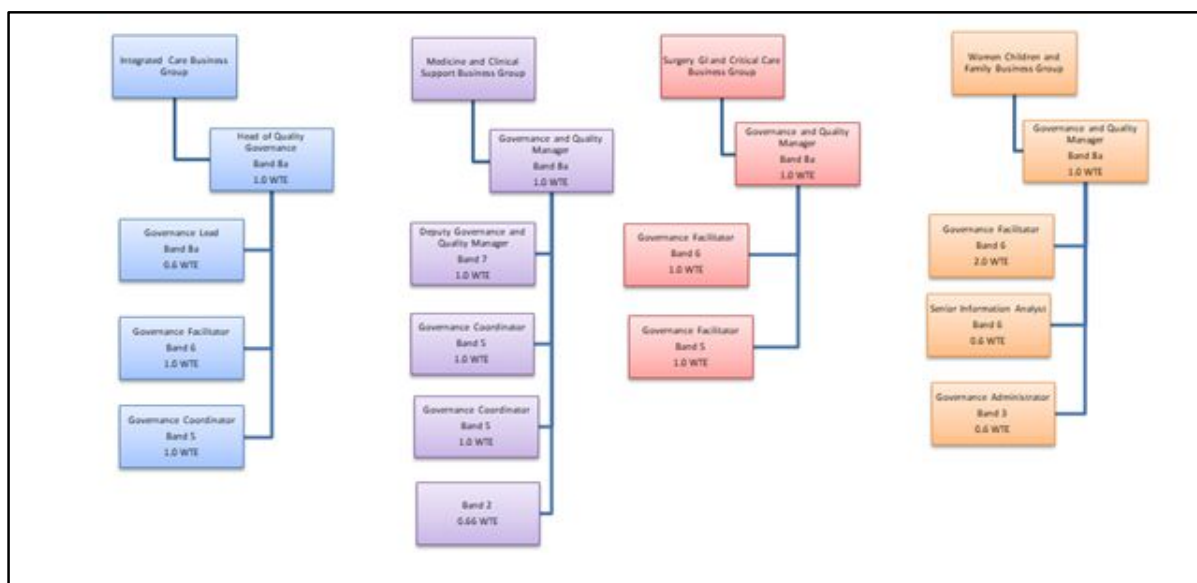 Integrated Care Business
Group
Head of Quality
Governance
Band 8a
1.0 WTE
Governance Lead
Band 8a
0.6 WTE
Governance Facilitator
Band 6
1.0 WTE
Governance Coordinator
Band 5
1.0 WTE
Medicine and Clinical
Support Business Group
Governance and Quality
Manager
Band 8a
1.0 WTE
Deputy Governance and
Quality Manager
Band 7
1.0 WTE
Governance Coordinator
Band 5
1.0 WTE
Governance Coordinator
Band 5
1.0 WTE
Band 2
0.66 WTE
Surgery GI and Critical Care
Business Group
Governance and Quality
Manager
Band 8a
1.0 WTE
Governance Facilitator
Band 6
1.0 WTE
Governance Facilitator
Band 5
1.0 WTE
Women Children and
Family Business Group
Governance and Quality
Manager
Band 8a
1.0 WTE
Governance Facilitator
Band 6
2.0 WTE
Senior Information Analyst
Band 6
0.6 WTE
Governance Administrator
Band 3
0.6 WTE